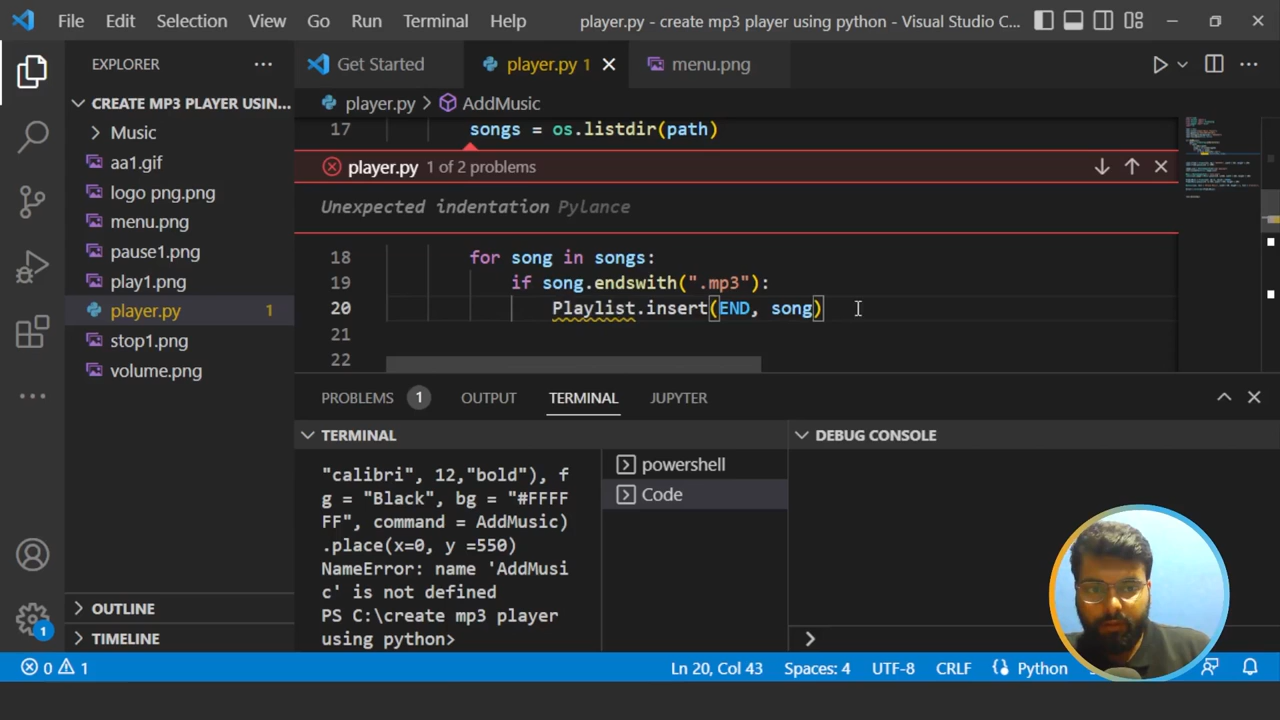 File Edit Selection View Go Run Terminal Help player.py - create mp3 player using python - Visual Studio C...
EXPLORER
Get Started
player.py 1
menu.png
CREATE MP3 PLAYER USIN...
Music
aa1.gif
logo png.png
menu.png
pause1.png
play1.png
player.py 1
stop1.png
volume.png
OUTLINE
TIMELINE
player.py > AddMusic
17 songs = os.listdir(path)
player.py 1 of 2 problems
Unexpected indentation Pylance
18 for song in songs:
19 if song.endswith(".mp3"):
20 Playlist.insert(END, song)
21
22
PROBLEMS 1 OUTPUT TERMINAL JUPYTER
TERMINAL
"calibri", 12,"bold"), f
g = "Black", bg = "#FFFF
FF", command = AddMusic)
.place(x=0, y =550)
NameError: name 'AddMusi
c' is not defined
PS C:\create mp3 player
using python>
powershell
Code
DEBUG CONSOLE
1
0 1 Ln 20, Col 43 Spaces: 4 UTF-8 CRLF Python